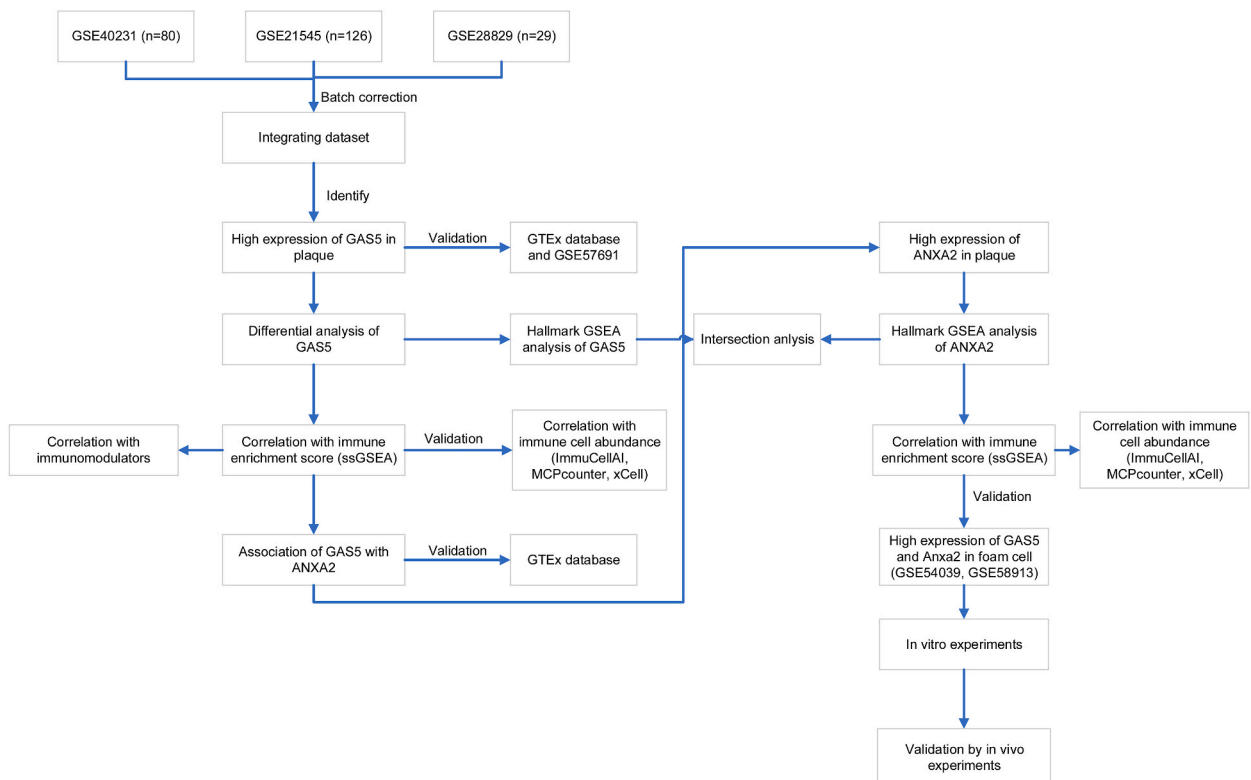 GSE40231 (n=80)
GSE21545 (n=126)
GSE28829 (n=29)
Batch correction
Integrating dataset
Identify
High expression of GAS5 in
plaque
Validation
GTEx database
and GSE57691
High expression of
ANXA2 in plaque
Differential analysis of
GAS5
Hallmark GSEA
analysis of GAS5
Intersection anlysis
Hallmark GSEA analysis
of ANXA2
Correlation with
immunomodulators
Correlation with immune
enrichment score (ssGSEA)
Validation
Correlation with
immune cell abundance
(ImmuCellAI,
MCPcounter, xCell)
Correlation with immune
enrichment score (ssGSEA)
Correlation with immune
cell abundance
(ImmuCellAI,
MCPcounter, xCell)
Validation
Association of GAS5 with
ANXA2
Validation
GTEx database
High expression of GAS5
and Anxa2 in foam cell
(GSE54039, GSE58913)
In vitro experiments
Validation by in vivo
experiments